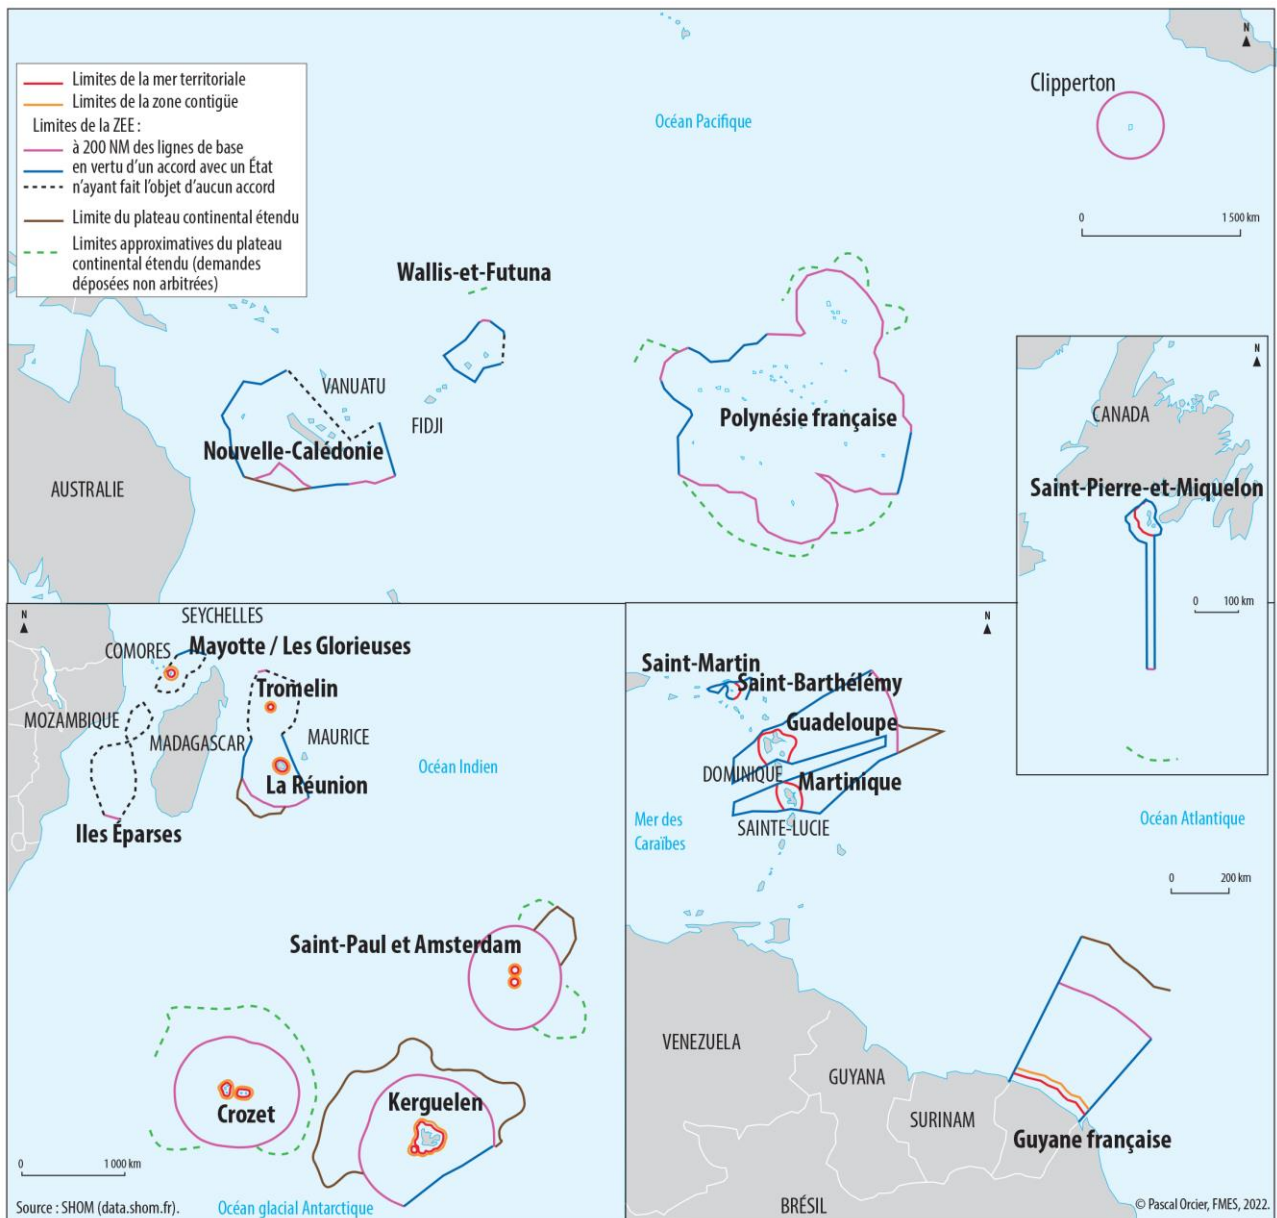 N
Limites de la mer territoriale
Limites de la zone contigüe
Limites de la ZEE :
à 200 NM des lignes de base
en vertu d'un accord avec un État
n'ayant fait l'objet d'aucun accord
Limite du plateau continental étendu
Limites approximatives du plateau
continental étendu (demandes
déposées non arbitrées)
Océan Pacifique
Clipperton
0 1 500 km
Wallis-et-Futuna
VANUATU
FIDJI
Nouvelle-Calédonie
AUSTRALIE
Polynésie française
N
CANADA
Saint-Pierre-et-Miquelon
0 100 km
N
SEYCHELLES
COMORES
Mayotte / Les Glorieuses
Tromelin
MOZAMBIQUE
MADAGASCAR
MAURICE
La Réunion
Iles Éparses
Océan Indien
Saint-Paul et Amsterdam
Crozet
Kerguelen
0 1 000 km
Source : SHOM (data.shom.fr).
Océan glacial Antarctique
N
Saint-Martin
Saint-Barthélémy
Guadeloupe
DOMINIQUE
Martinique
SAINTE-LUCIE
Mer des
Caraïbes
Océan Atlantique
0 200 km
VENEZUELA
GUYANA
SURINAM
Guyane française
BRÉSIL
© Pascal Orcier, FMES, 2022.